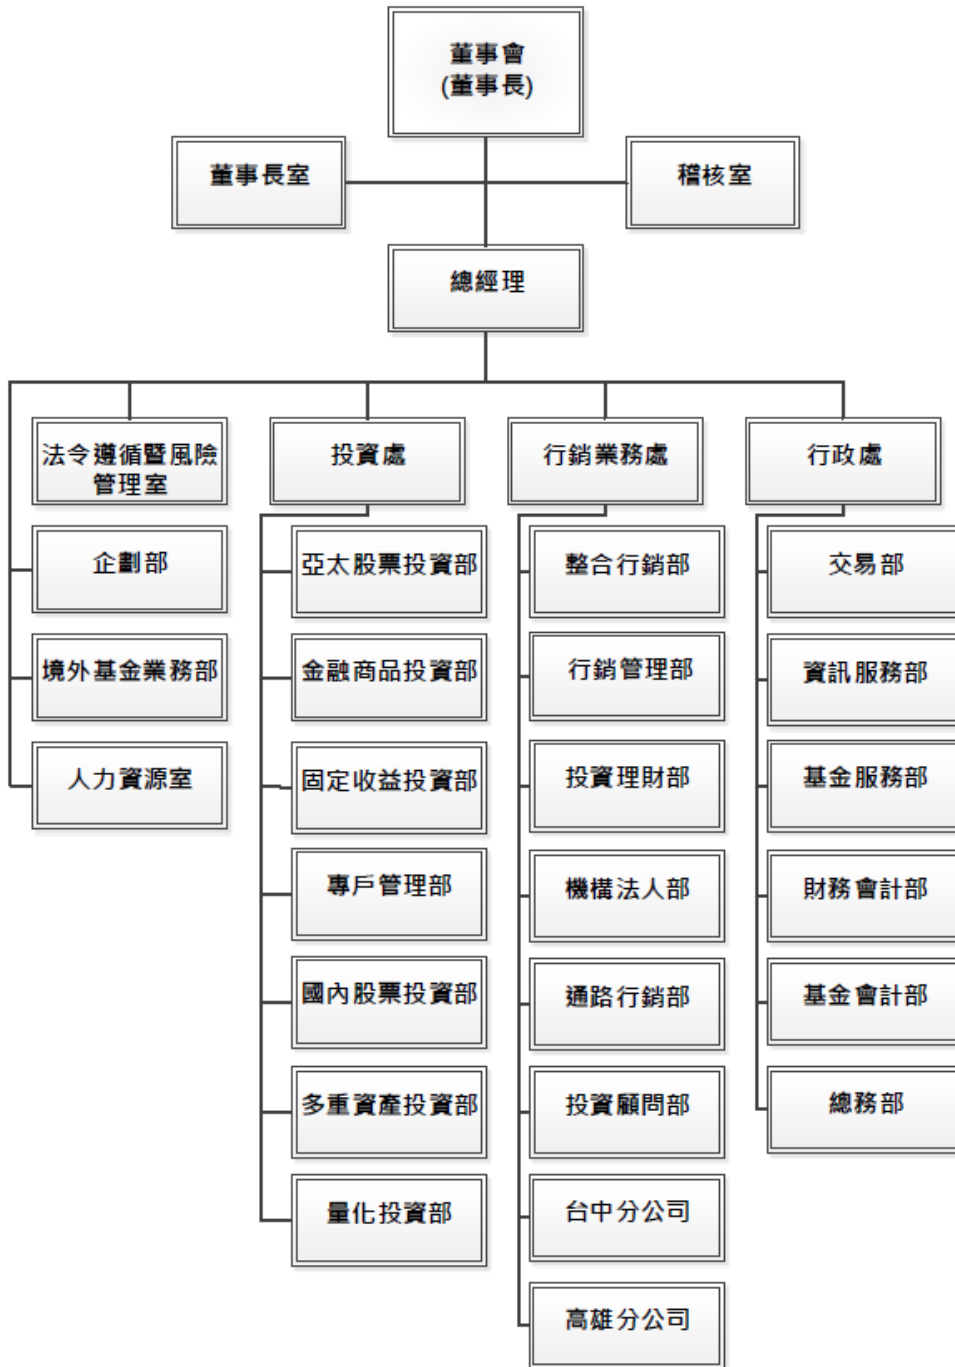 董事會
(董事長)
董事長室
稽核室
總經理
法令遵循暨風險
管理室
企劃部
境外基金業務部
人力資源室
投資處
亞太股票投資部
金融商品投資部
固定收益投資部
專戶管理部
國內股票投資部
多重資產投資部
量化投資部
行銷業務處
整合行銷部
行銷管理部
投資理財部
機構法人部
通路行銷部
投資顧問部
台中分公司
高雄分公司
行政處
交易部
資訊服務部
基金服務部
財務會計部
基金會計部
總務部